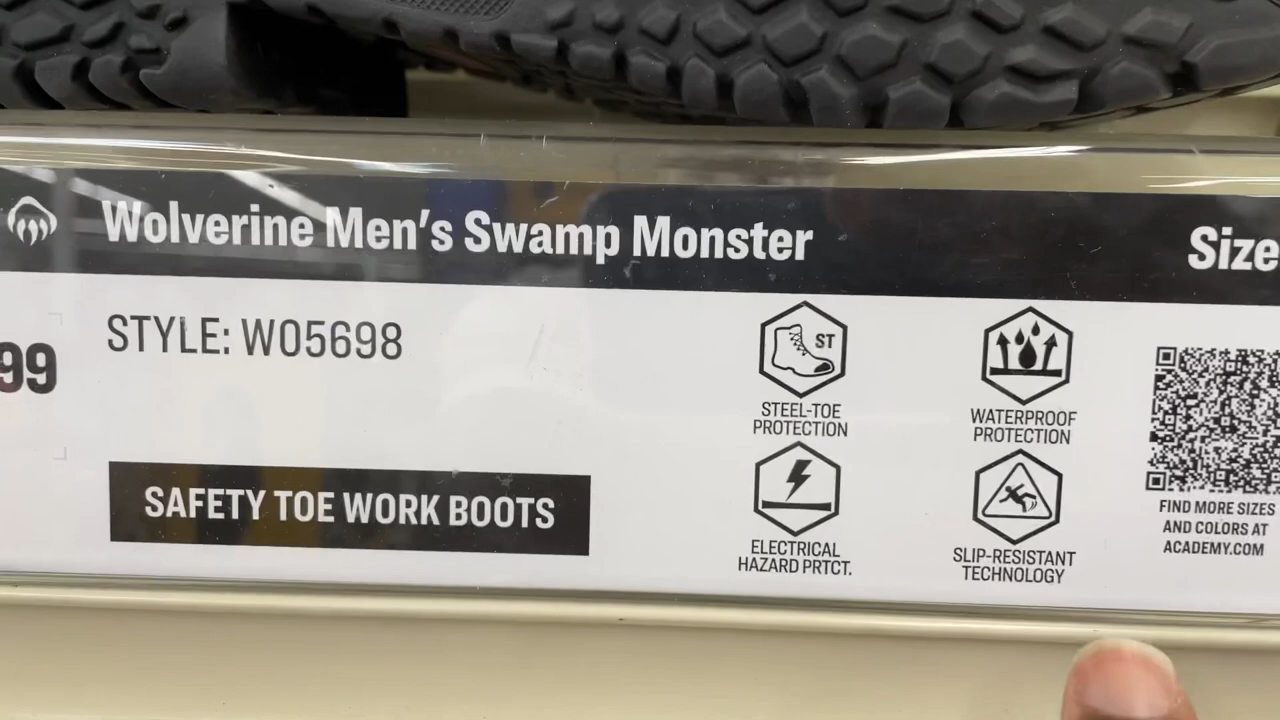 Wolverine Men's Swamp Monster
Size
99
STYLE: W05698
SAFETY TOE WORK BOOTS
ST
STEEL-TOE
PROTECTION
WATERPROOF
PROTECTION
ELECTRICAL
HAZARD PRTCT.
SLIP-RESISTANT
TECHNOLOGY
FIND MORE SIZES
AND COLORS AT
ACADEMY.COM